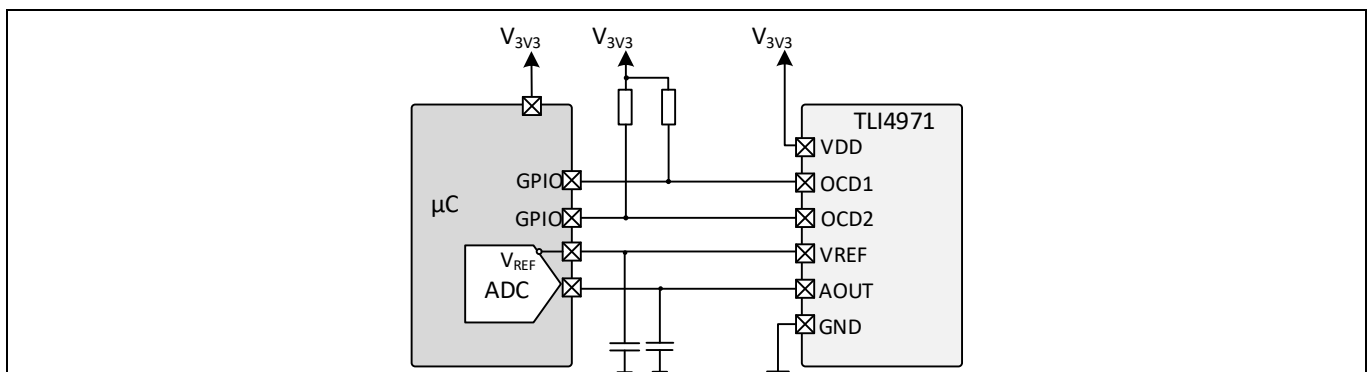 V3V3 V3V3 V3V3
TLI4971
VDD
GPIO OCD1
µC
GPIO OCD2
VREF VREF
ADC AOUT
GND